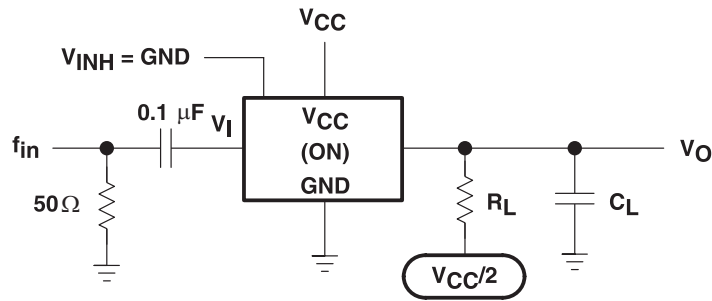 VCC
VINH = GND
0.1 μF
VI
VCC
(ON)
GND
fin
50Ω
VO
RL
CL
VCC/2